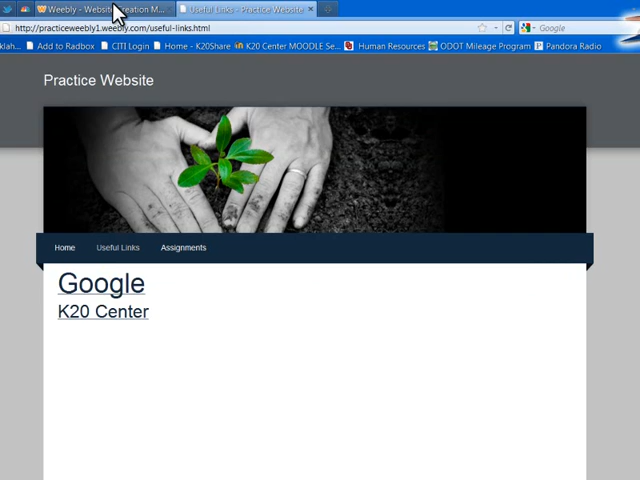 Weebly - Website Creation M...
Useful Links - Practice Website
http://practiceweebly1.weebly.com/useful-links.html
Google
klah... Add to Radbox CITI Login Home - K20Share K20 Center MOODLE Se... Human Resources ODOT Mileage Program Pandora Radio
Practice Website
Home Useful Links Assignments
Google
K20 Center